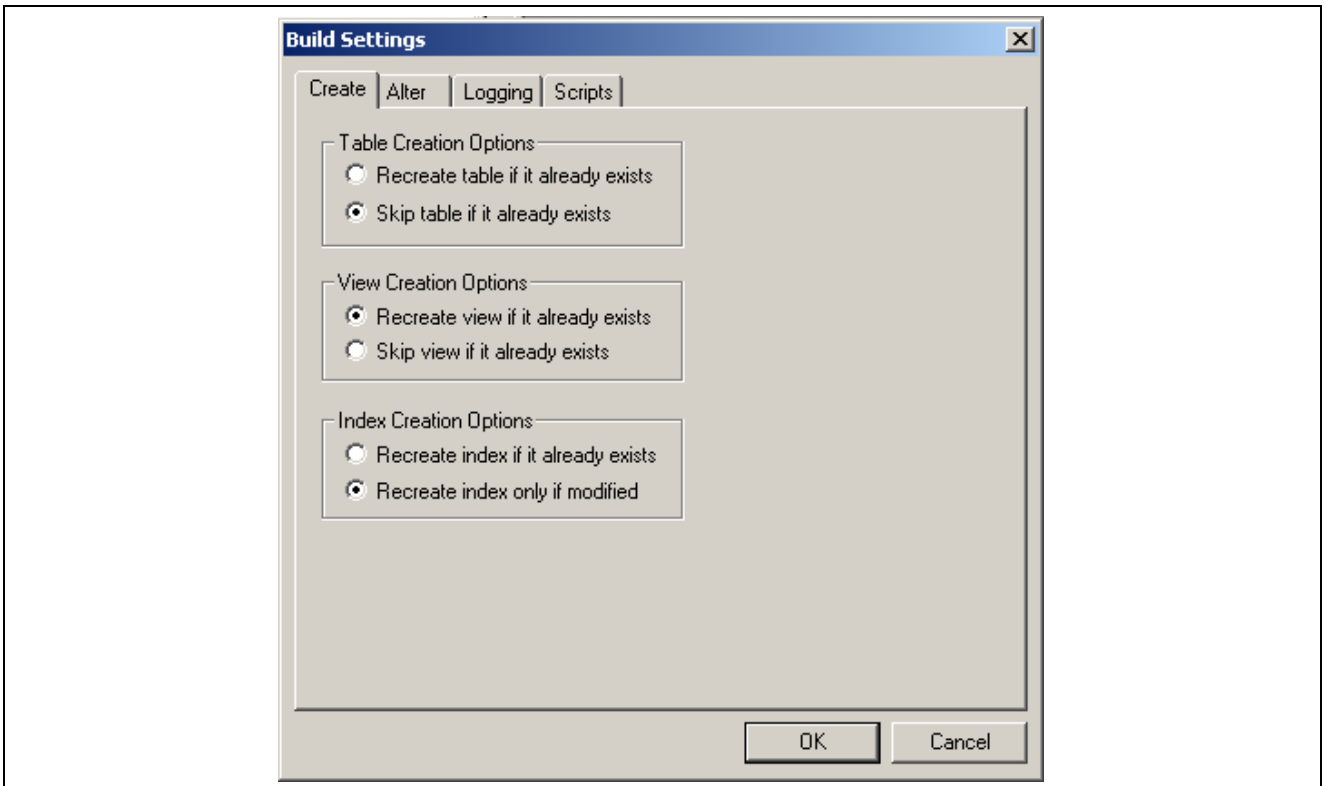 Build Settings
Create Alter Logging Scripts
Table Creation Options
Recreate table if it already exists
Skip table if it already exists
View Creation Options
Recreate view if it already exists
Skip view if it already exists
Index Creation Options
Recreate index if it already exists
Recreate index only if modified
OK Cancel